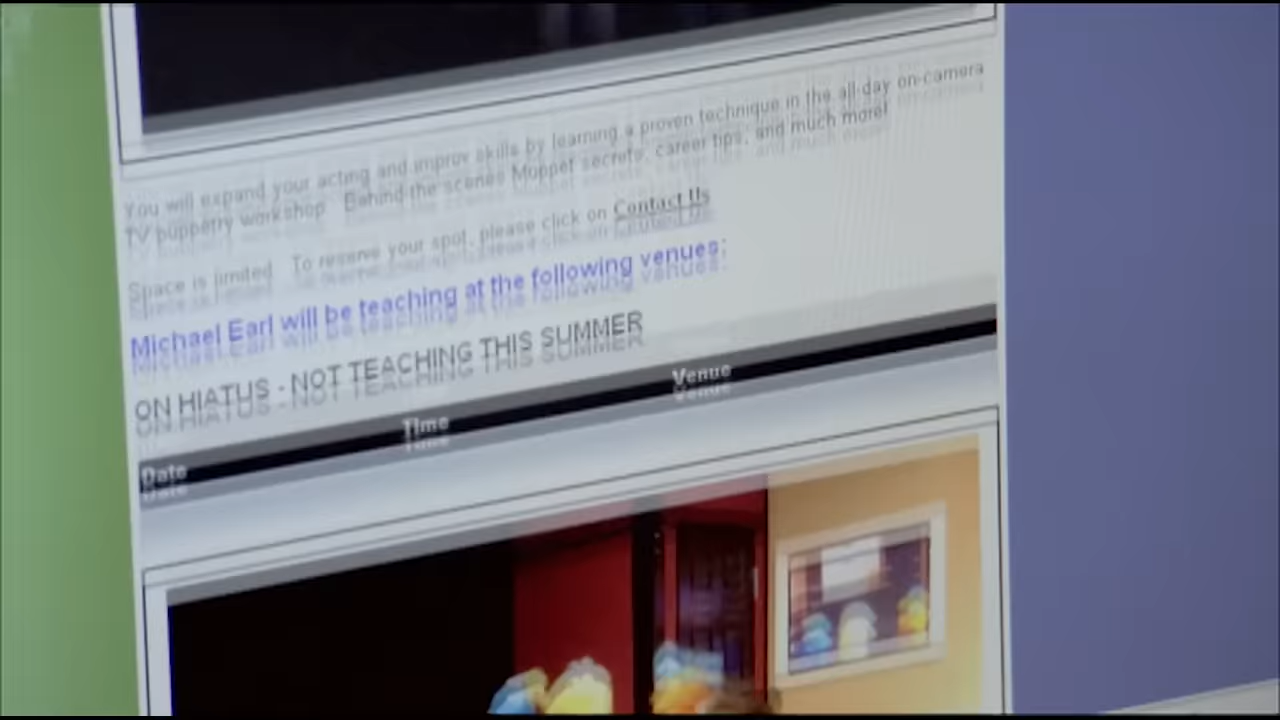 You will expand your acting and improv skills by learning a proven technique in the all-day on-camera
TV puppetry workshop. Behind-the-scenes Muppet secrets, career tips, and much more!
Space is limited. To reserve your spot, please click on Contact Us
Michael Earl will be teaching at the following venues:
ON HIATUS - NOT TEACHING THIS SUMMER
Date Time Venue